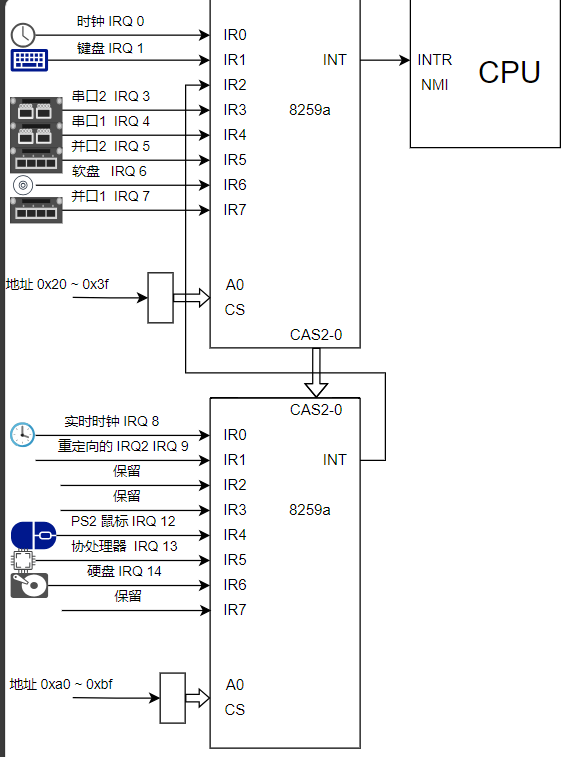 时钟 IRQ 0
IR0
键盘 IRQ 1
IR1
INT
INTR
CPU
IR2
NMI
串口2 IRQ 3
IR3
8259a
串口1 IRQ 4
IR4
并口2 IRQ 5
IR5
软盘 IRQ 6
IR6
并口1 IRQ 7
IR7
地址 0x20 ~ 0x3f
A0
CS
CAS2-0
CAS2-0
实时时钟 IRQ 8
IR0
重定向的 IRQ2 IRQ 9
IR1
INT
保留
IR2
保留
IR3
8259a
PS2 鼠标 IRQ 12
IR4
协处理器 IRQ 13
IR5
硬盘 IRQ 14
IR6
保留
IR7
地址 0xa0 ~ 0xbf
A0
CS